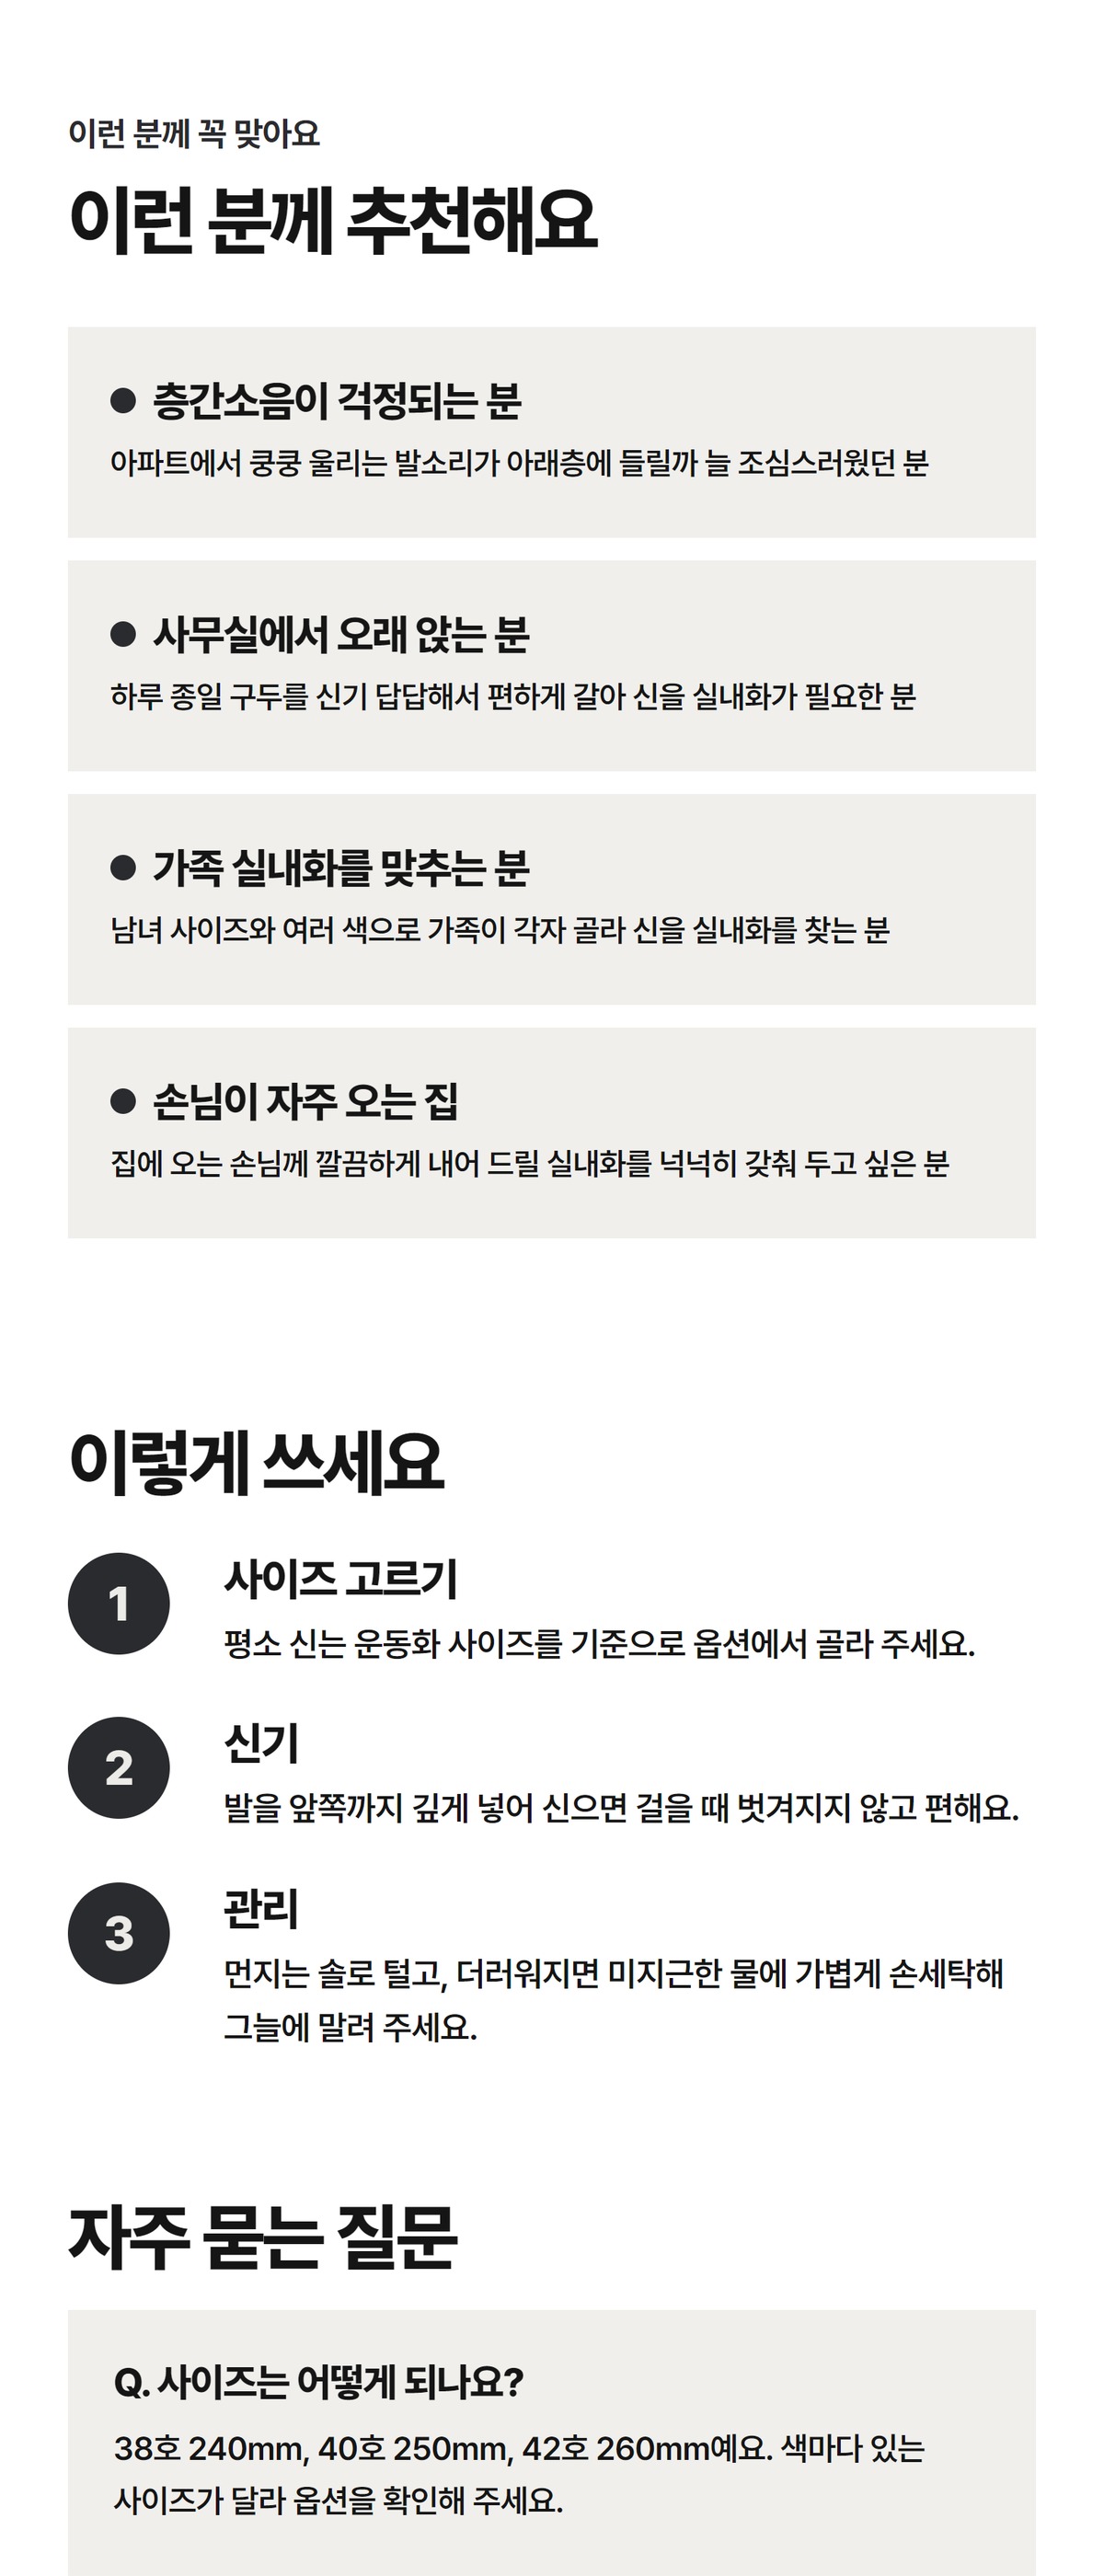 이런 분께 꼭 맞아요
이런 분께 추천해요
층간소음이 걱정되는 분
아파트에서 쿵쿵 울리는 발소리가 아래층에 들릴까 늘 조심스러웠던 분
사무실에서 오래 앉는 분
하루 종일 구두를 신기 답답해서 편하게 갈아 신을 실내화가 필요한 분
가족 실내화를 맞추는 분
남녀 사이즈와 여러 색으로 가족이 각자 골라 신을 실내화를 찾는 분
손님이 자주 오는 집
집에 오는 손님께 깔끔하게 내어 드릴 실내화를 넉넉히 갖춰 두고 싶은 분
이렇게 쓰세요
1
사이즈 고르기
평소 신는 운동화 사이즈를 기준으로 옵션에서 골라 주세요.
2
신기
발을 앞쪽까지 깊게 넣어 신으면 걸을 때 벗겨지지 않고 편해요.
3
관리
먼지는 솔로 털고, 더러워지면 미지근한 물에 가볍게 손세탁해
그늘에 말려 주세요.
자주 묻는 질문
Q. 사이즈는 어떻게 되나요?
38호 240mm, 40호 250mm, 42호 260mm예요. 색마다 있는
사이즈가 달라 옵션을 확인해 주세요.